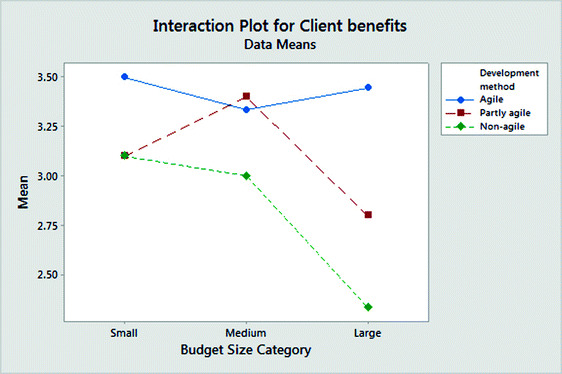 Interaction Plot for Client benefits
Data Means
Development
method
Agile
Partly agile
Non-agile
3.50
3.25
3.00
2.75
2.50
Mean
Small Medium Large
Budget Size Category